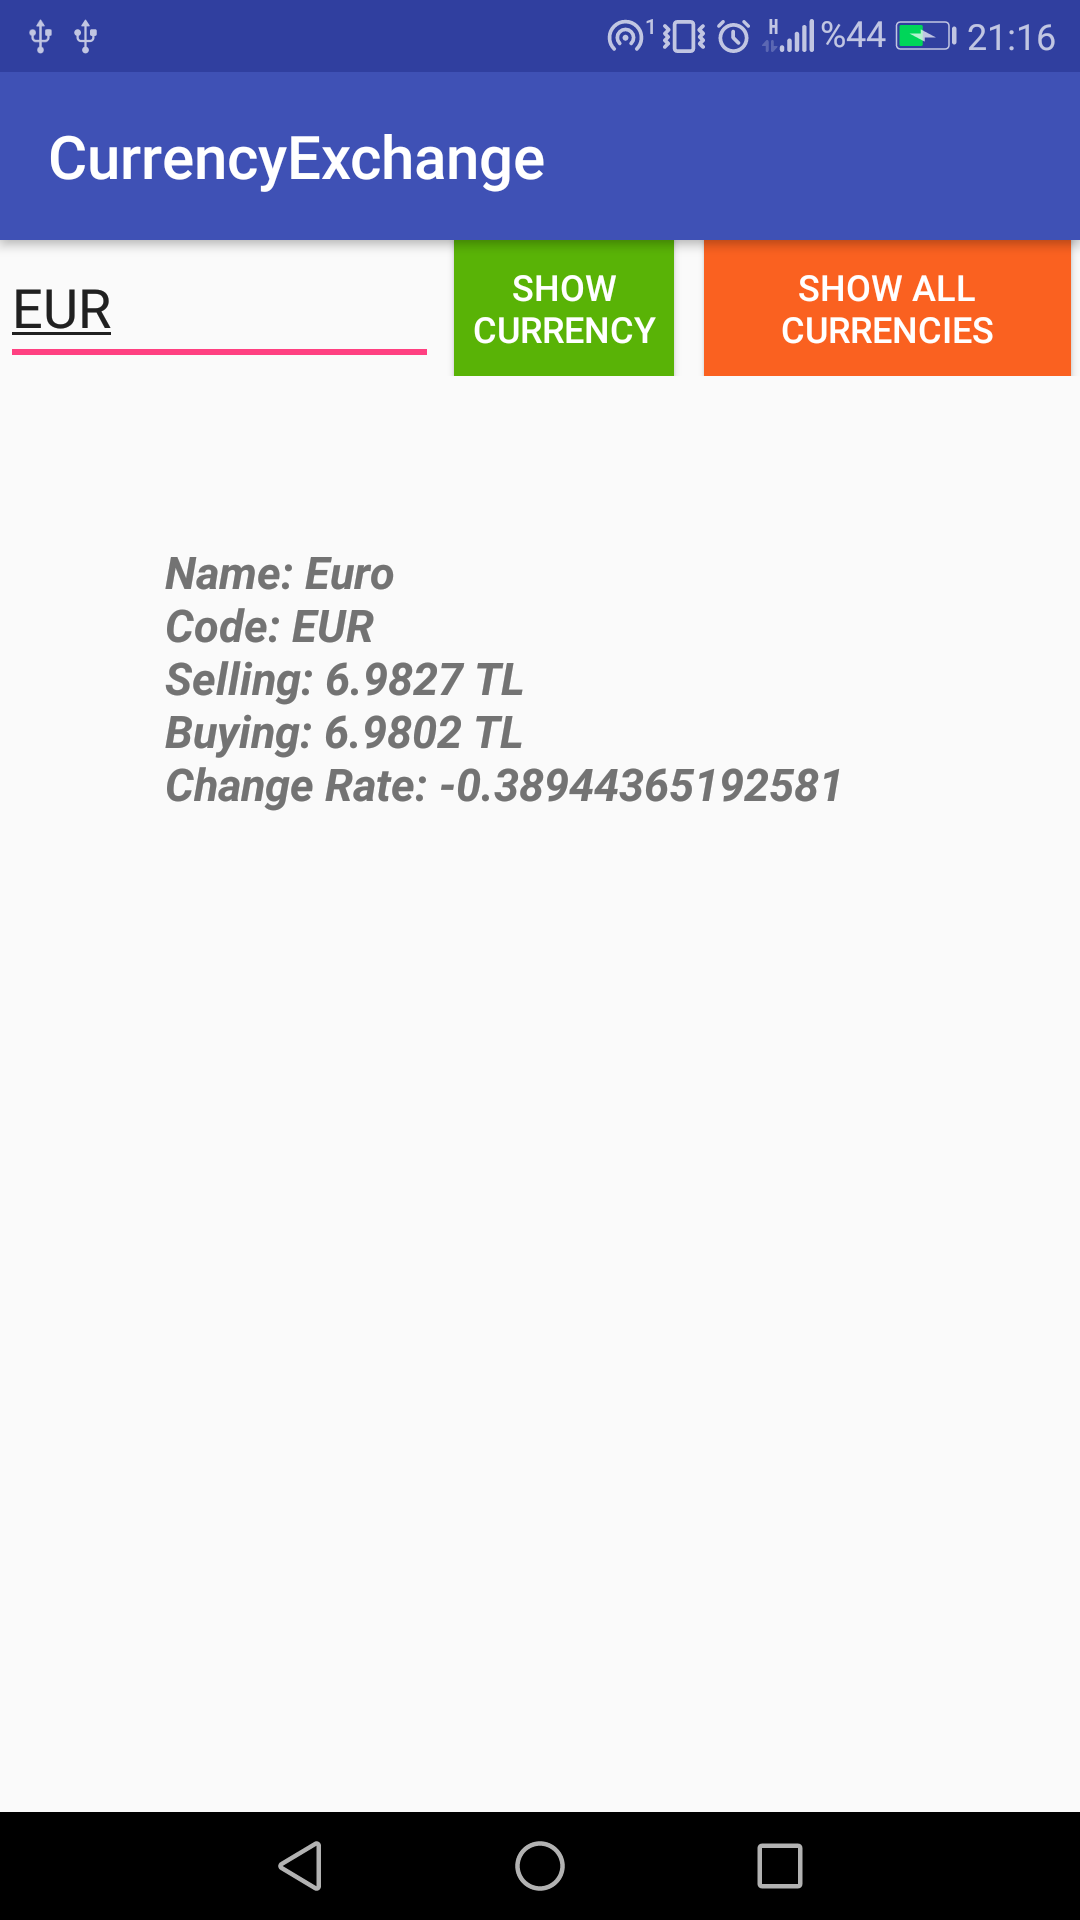 1 H %44 21:16
CurrencyExchange
EUR
SHOW CURRENCY
SHOW ALL CURRENCIES
Name: Euro
Code: EUR
Selling: 6.9827 TL
Buying: 6.9802 TL
Change Rate: -0.38944365192581